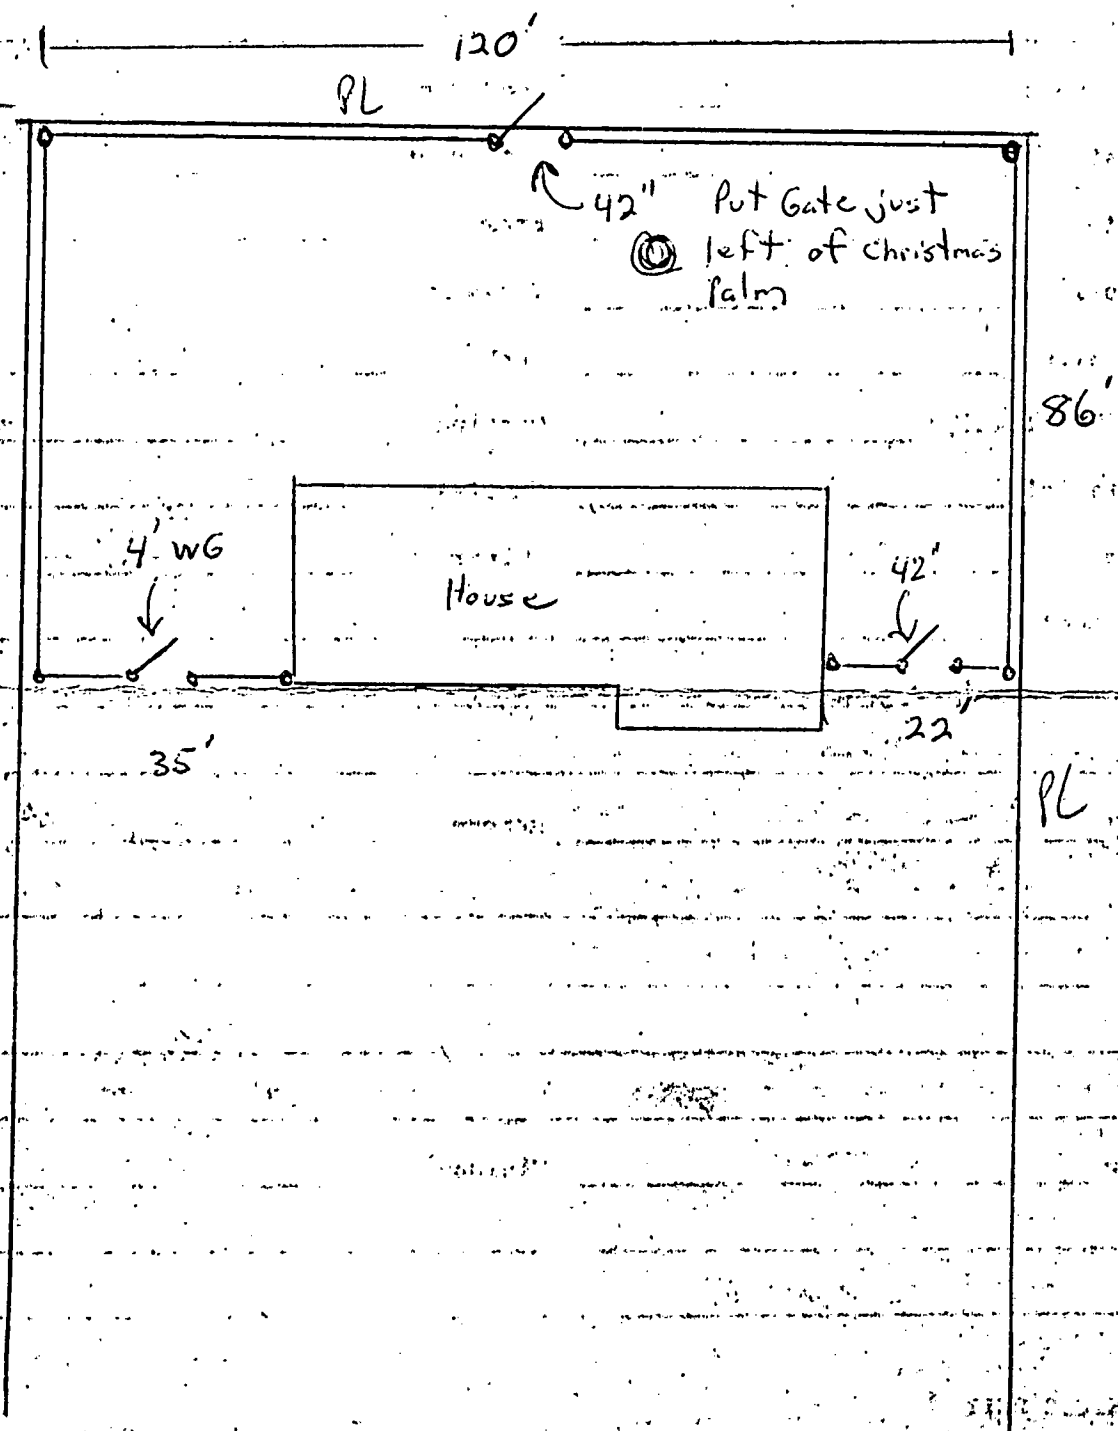 120'
PL
42" Put Gate just
left of Christmas
Palm
86'
4' WG
42"
House
22'
35'
PL